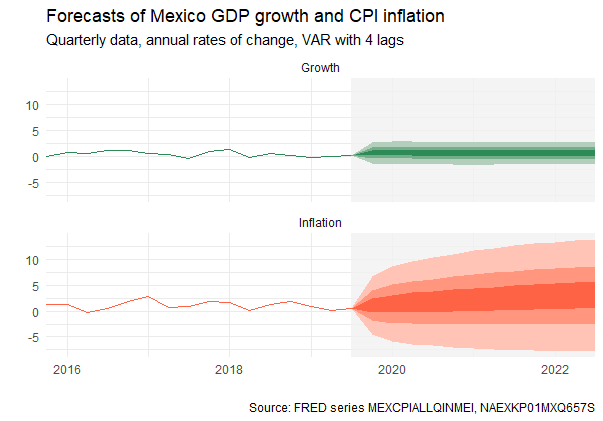 Forecasts of Mexico GDP growth and CPI inflation
Quarterly data, annual rates of change, VAR with 4 lags
Growth
10
5
0
-5
Inflation
10
5
0
-5
2016 2018 2020 2022
Source: FRED series MEXCPIALLQINMEI, NAEXKP01MXQ657S